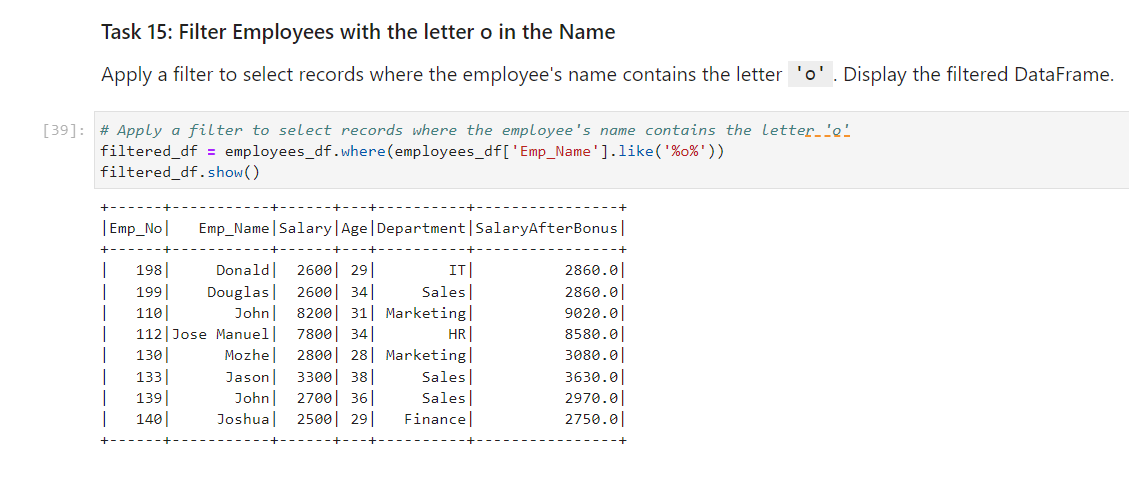 Task 15: Filter Employees with the letter o in the Name
Apply a filter to select records where the employee's name contains the letter 'o' . Display the filtered DataFrame.
[39]: # Apply a filter to select records where the employee's name contains the letter 'o'
filtered_df = employees_df.where(employees_df['Emp_Name'].like('%o%'))
filtered_df.show()
+------+-----------+------+---+----------+----------------+
|Emp_No|   Emp_Name|Salary|Age|Department|SalaryAfterBonus|
+------+-----------+------+---+----------+----------------+
|   198|     Donald|  2600| 29|        IT|          2860.0|
|   199|    Douglas|  2600| 34|     Sales|          2860.0|
|   110|       John|  8200| 31| Marketing|          9020.0|
|   112|Jose Manuel|  7800| 34|        HR|          8580.0|
|   130|      Mozhe|  2800| 28| Marketing|          3080.0|
|   133|      Jason|  3300| 38|     Sales|          3630.0|
|   139|       John|  2700| 36|     Sales|          2970.0|
|   140|     Joshua|  2500| 29|   Finance|          2750.0|
+------+-----------+------+---+----------+----------------+